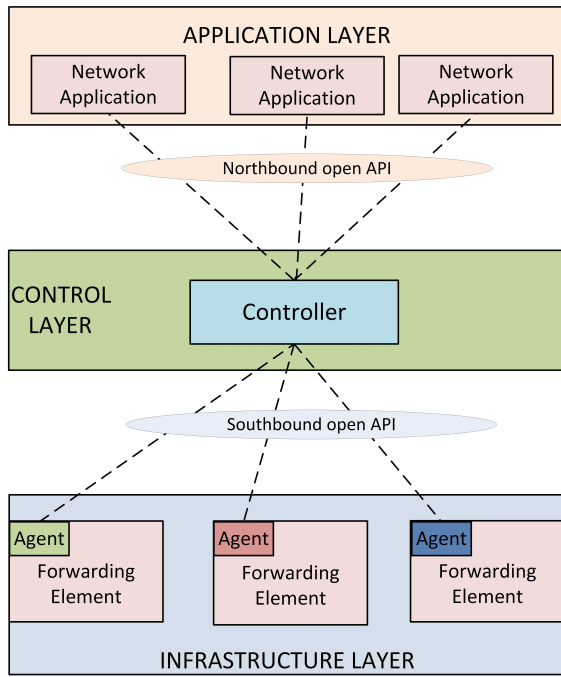 APPLICATION LAYER
Network
Application
Network
Application
Network
Application
Northbound open API
CONTROL
LAYER
Controller
Southbound open API
Agent
Forwarding
Element
Agent
Forwarding
Element
Agent
Forwarding
Element
INFRASTRUCTURE LAYER